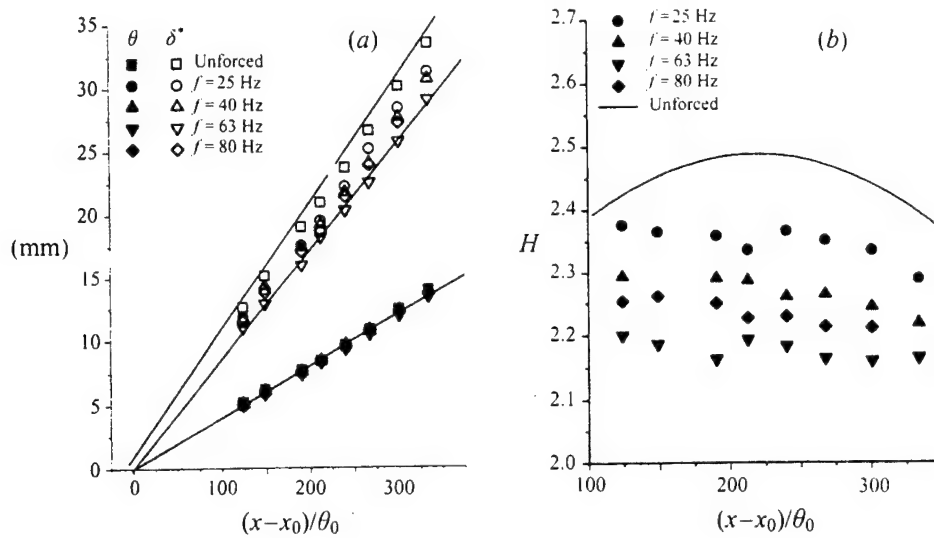 (a)
θ δ*
Unforced
f = 25 Hz
f = 40 Hz
f = 63 Hz
f = 80 Hz
35
30
25
20
(mm)
15
10
5
0
0 100 200 300
(x–x₀)/θ₀
(b)
f = 25 Hz
f = 40 Hz
f = 63 Hz
f = 80 Hz
Unforced
2.7
2.6
2.5
2.4
H
2.3
2.2
2.1
2.0
100 200 300
(x–x₀)/θ₀